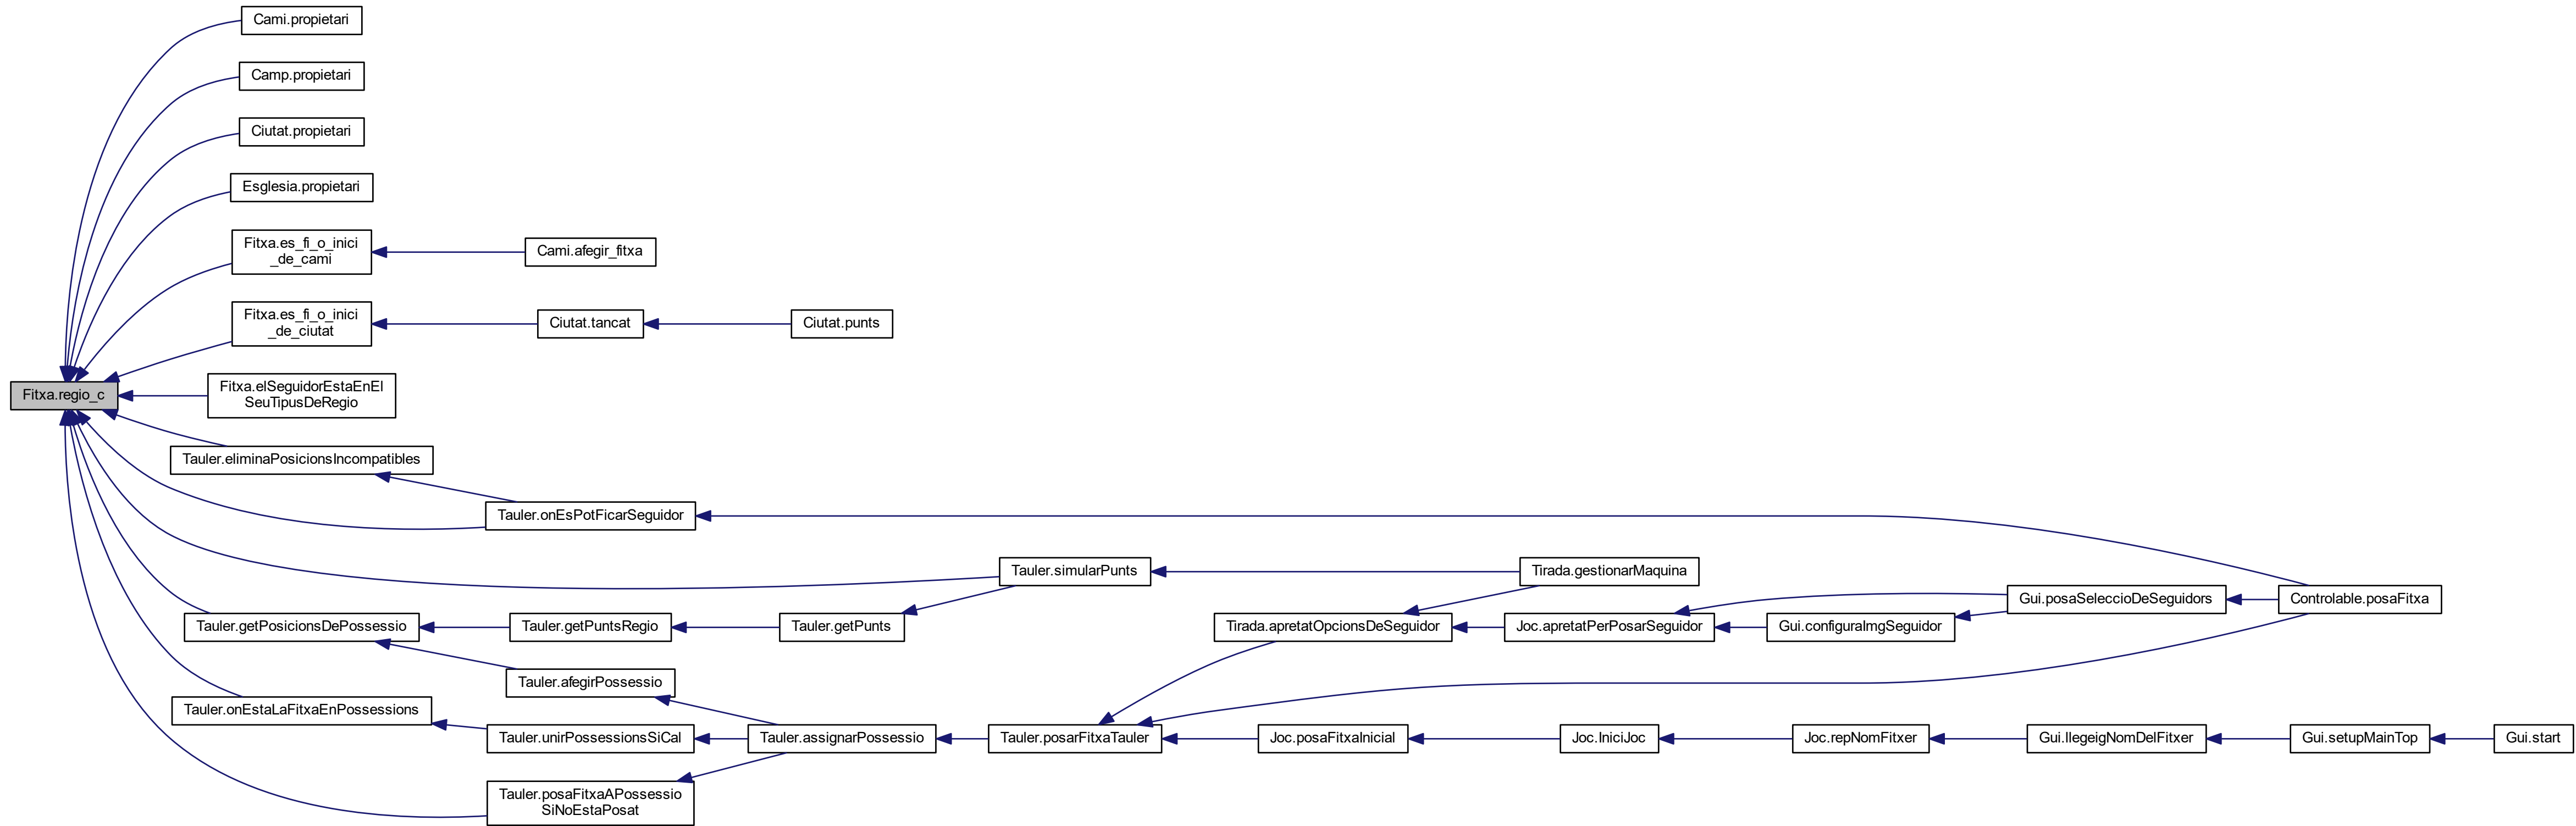 Cami.propietari
Camp.propietari
Ciutat.propietari
Esglesia.propietari
Fitxa.es_fi_o_inici
_de_cami
Cami.afegir_fitxa
Fitxa.es_fi_o_inici
_de_ciutat
Ciutat.tancat
Ciutat.punts
Fitxa.regio_c
Fitxa.elSeguidorEstaEnEl
SeuTipusDeRegio
Tauler.eliminaPosicionsIncompatibles
Tauler.onEsPotFicarSeguidor
Tauler.simularPunts
Tirada.gestionarMaquina
Gui.posaSeleccioDeSeguidors
Controlable.posaFitxa
Tauler.getPosicionsDePossessio
Tauler.getPuntsRegio
Tauler.getPunts
Tirada.apretatOpcionsDeSeguidor
Joc.apretatPerPosarSeguidor
Gui.configuraImgSeguidor
Tauler.afegirPossessio
Tauler.onEstaLaFitxaEnPossessions
Tauler.unirPossessionsSiCal
Tauler.assignarPossessio
Tauler.posarFitxaTauler
Joc.posaFitxaInicial
Joc.IniciJoc
Joc.repNomFitxer
Gui.llegeigNomDelFitxer
Gui.setupMainTop
Gui.start
Tauler.posaFitxaAPossessio
SiNoEstaPosat